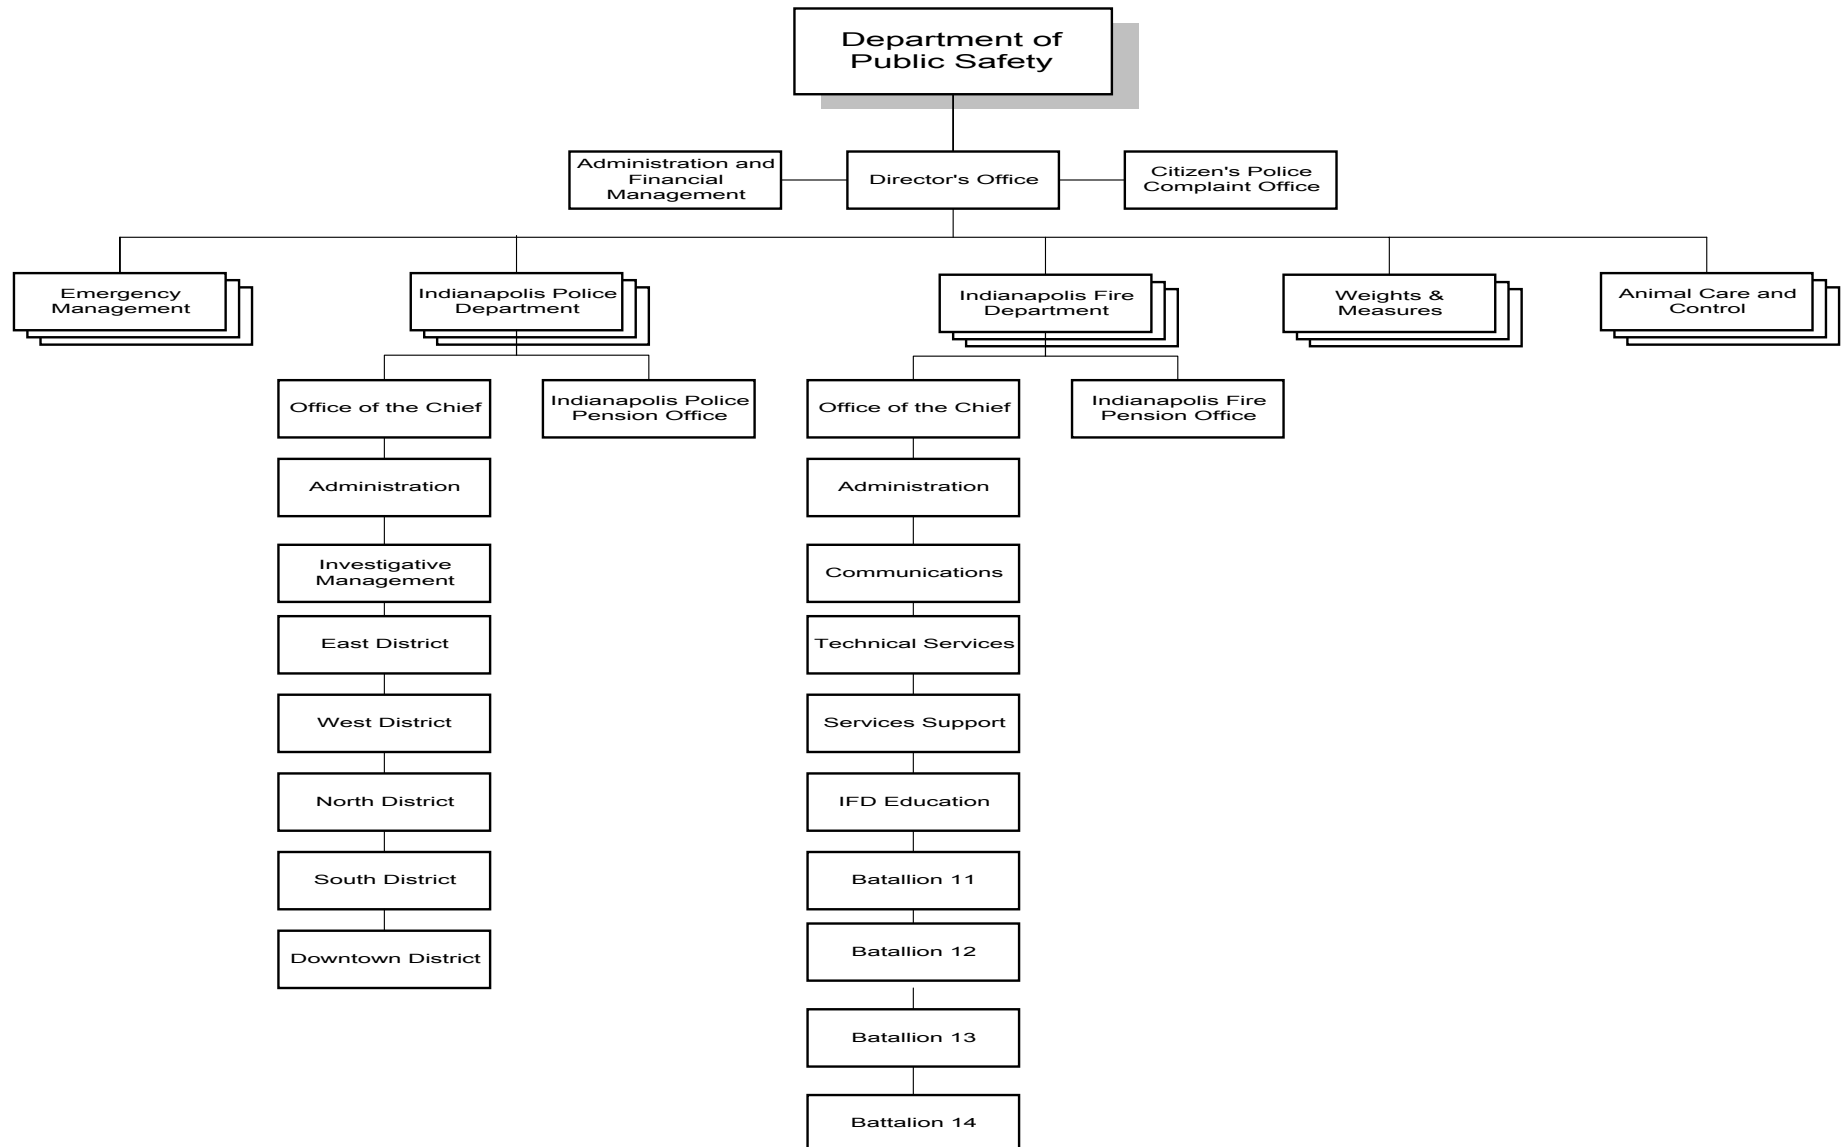 Department of
Public Safety
Administration and
Financial
Management
Director's Office
Citizen's Police
Complaint Office
Emergency
Management
Indianapolis Police
Department
Indianapolis Fire
Department
Weights &
Measures
Animal Care and
Control
Office of the Chief
Indianapolis Police
Pension Office
Office of the Chief
Indianapolis Fire
Pension Office
Administration
Administration
Investigative
Management
Communications
East District
Technical Services
West District
Services Support
North District
IFD Education
South District
Batallion 11
Downtown District
Batallion 12
Batallion 13
Battalion 14